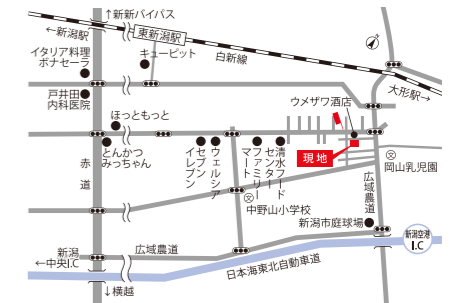 ↑新新バイパス
←新潟駅
東新潟駅
イタリア料理
ボナセーラ
キューピット
白新線
大形駅→
戸井田
内科医院
ウメザワ酒店
ほっともっと
とんかつ
みっちゃん
セブン
イレブン
ウェルシア
ファミリー
マート
清水フード
センター
現地
岡山乳児園
赤道
広域農道
中野山小学校
新潟市庭球場
新潟
←中央I.C
広域農道
新潟空港
I.C
日本海東北自動車道
↓横越